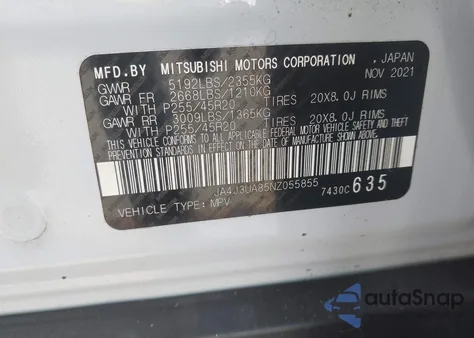 MFD.BY MITSUBISHI MOTORS CORPORATION , JAPAN
GVWR 5192LBS/2355KG NOV 2021
GAWR FR 2668LBS/1210KG
WITH P255/45R20 TIRES 20X8.0J RIMS
GAWR RR 3009LBS/1365KG
WITH P255/45R20 TIRES 20X8.0J RIMS
THIS VEHICLE CONFORMS TO ALL APPLICABLE FEDERAL
MOTOR VEHICLE SAFETY AND THEFT PREVENTION STANDARDS
IN EFFECT ON THE DATE OF MANUFACTURE SHOWN ABOVE.
JA4J3UA85NZ055855 7430C 635
VEHICLE TYPE: MPV
autoSnap